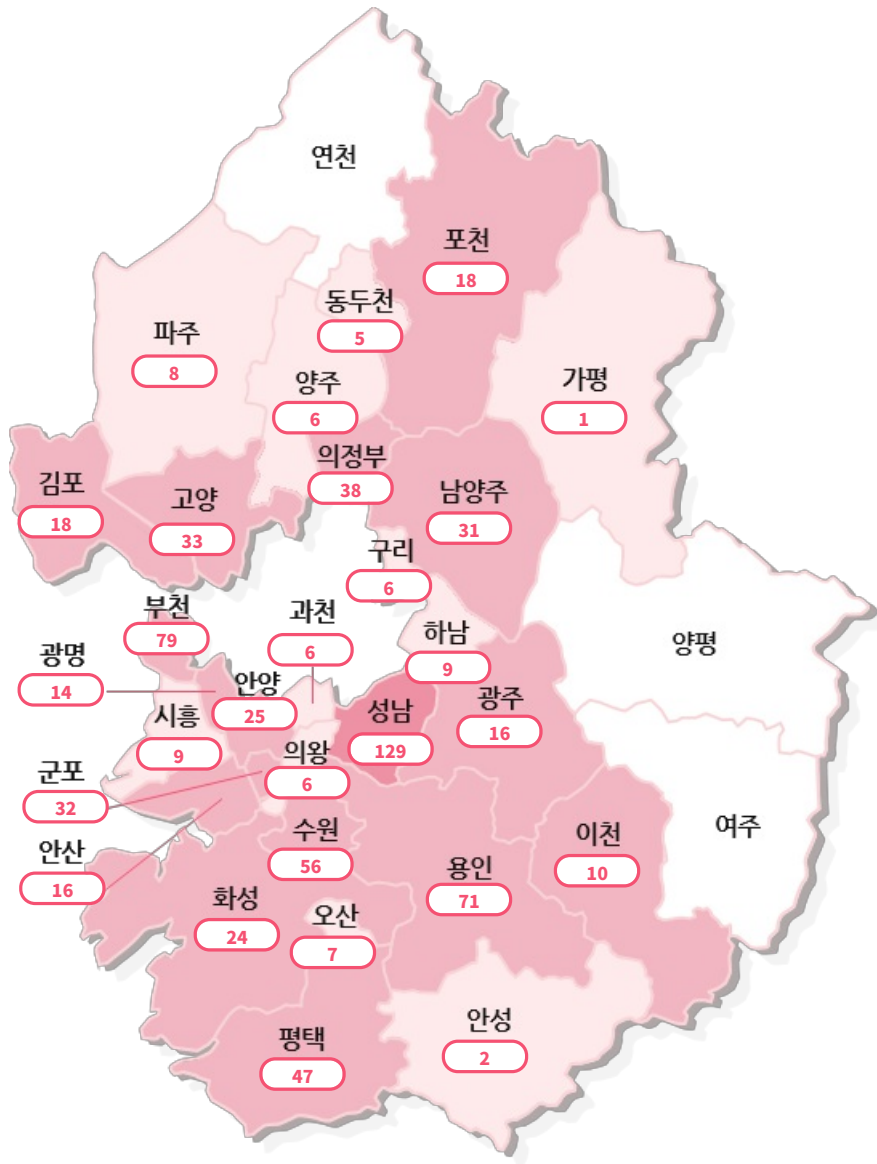 연천
포천
18
동두천
5
파주
8
양주
6
가평
1
의정부
38
김포
18
고양
33
남양주
31
구리
6
부천
79
과천
6
하남
9
양평
광명
14
안양
25
성남
129
광주
16
시흥
9
의왕
6
군포
32
안산
16
수원
56
이천
10
여주
용인
71
화성
24
오산
7
안성
2
평택
47